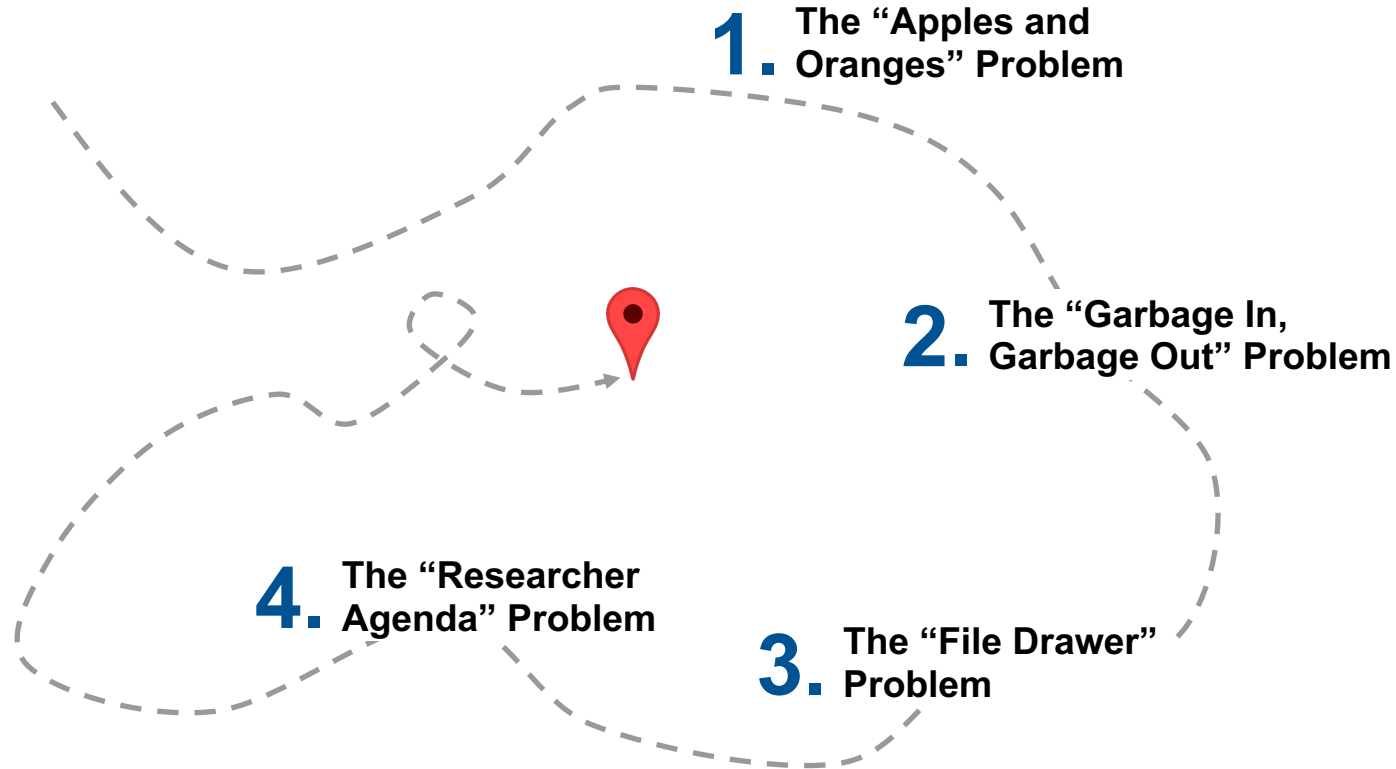 1. The “Apples and
Oranges” Problem
2. The “Garbage In,
Garbage Out” Problem
3. The “File Drawer”
Problem
4. The “Researcher
Agenda” Problem